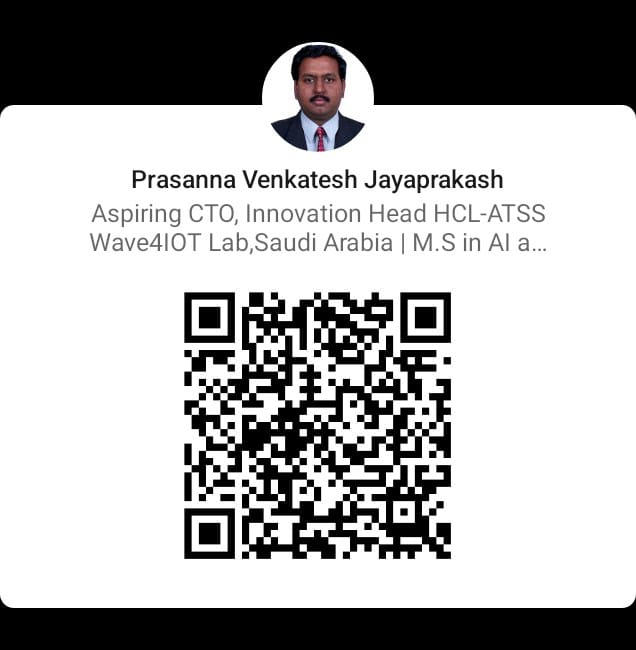 Prasanna Venkatesh Jayaprakash
Aspiring CTO, Innovation Head HCL-ATSS
Wave4IOT Lab,Saudi Arabia | M.S in AI a...